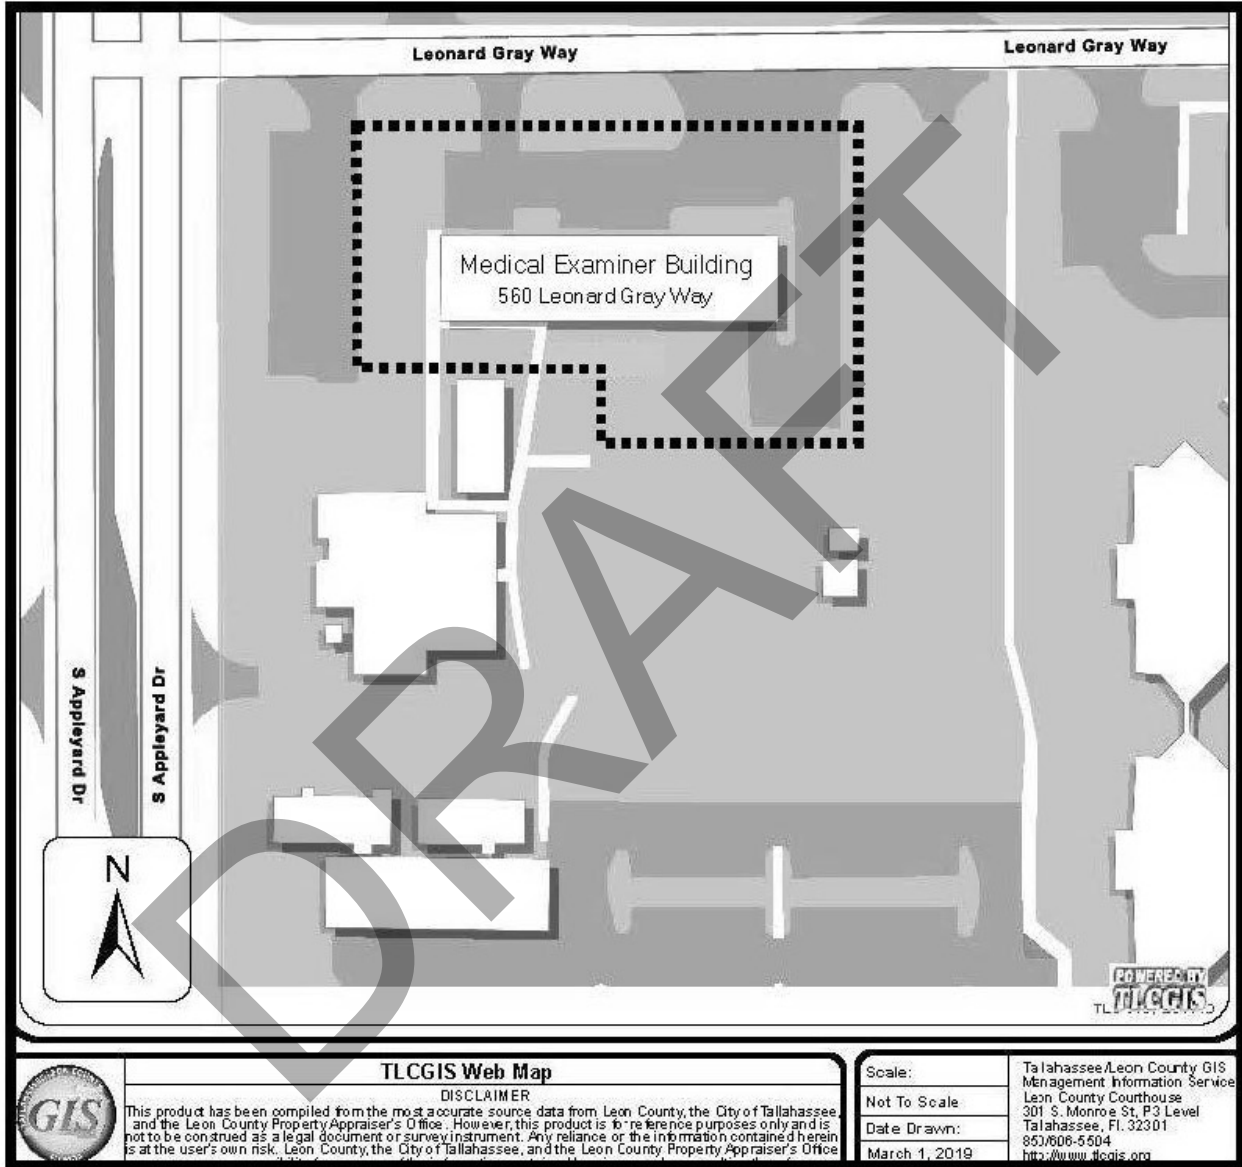 Leonard Gray Way
Leonard Gray Way
Medical Examiner Building
560 Leonard Gray Way
S Appleyard Dr
S Appleyard Dr
DRAFT
N
POWERED BY
TLCGIS
GIS
TLCGIS Web Map
DISCLAIMER
This product has been compiled from the most accurate source data from Leon County, the City of Tallahassee,
and the Leon County Property Appraiser's Office. However, this product is for reference purposes only and is
not to be construed as a legal document or survey instrument. Any reliance on the information contained herein
is at the user's own risk. Leon County, the City of Tallahassee, and the Leon County Property Appraiser's Office
Scale:
Not To Scale
Date Drawn:
March 1, 2019
Tallahassee/Leon County GIS
Management Information Service
Leon County Courthouse
301 S. Monroe St, P3 Level
Tallahassee, Fl. 32301
850/606-5504
http://www.tlcgis.org